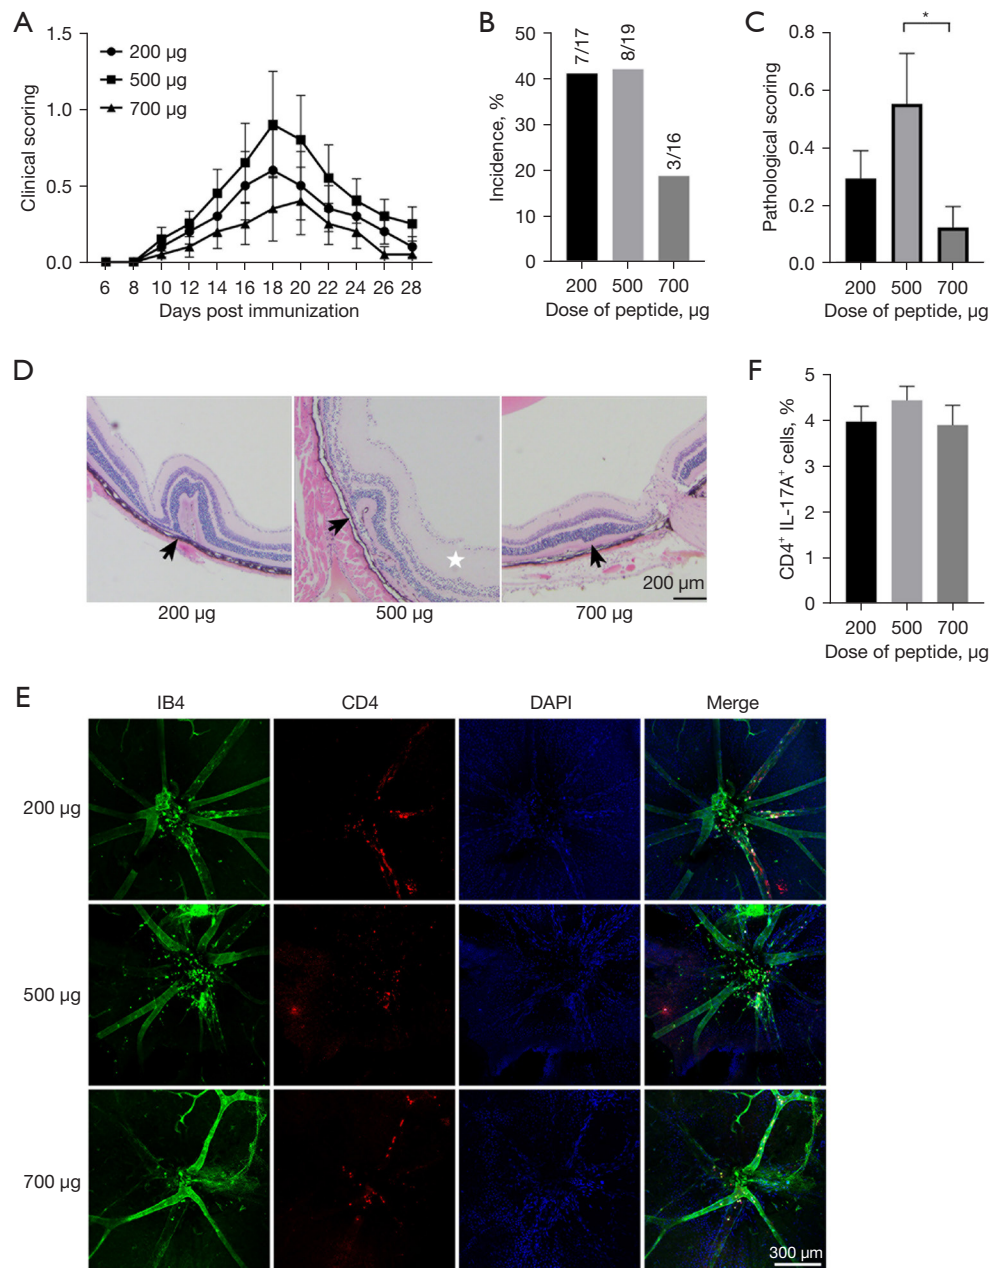 A
Clinical scoring
1.5
1.0
0.5
0.0
200 µg
500 µg
700 µg
6 8 10 12 14 16 18 20 22 24 26 28
Days post immunization
B
Incidence, %
50
40
30
20
10
0
7/17
8/19
3/16
200 500 700
Dose of peptide, µg
C
Pathological scoring
0.8
0.6
0.4
0.2
0.0
*
200 500 700
Dose of peptide, µg
D
200 µm
200 µg 500 µg 700 µg
F
CD4+ IL-17A+ cells, %
5
4
3
2
1
0
200 500 700
Dose of peptide, µg
E
IB4 CD4 DAPI Merge
200 µg
500 µg
700 µg
300 µm